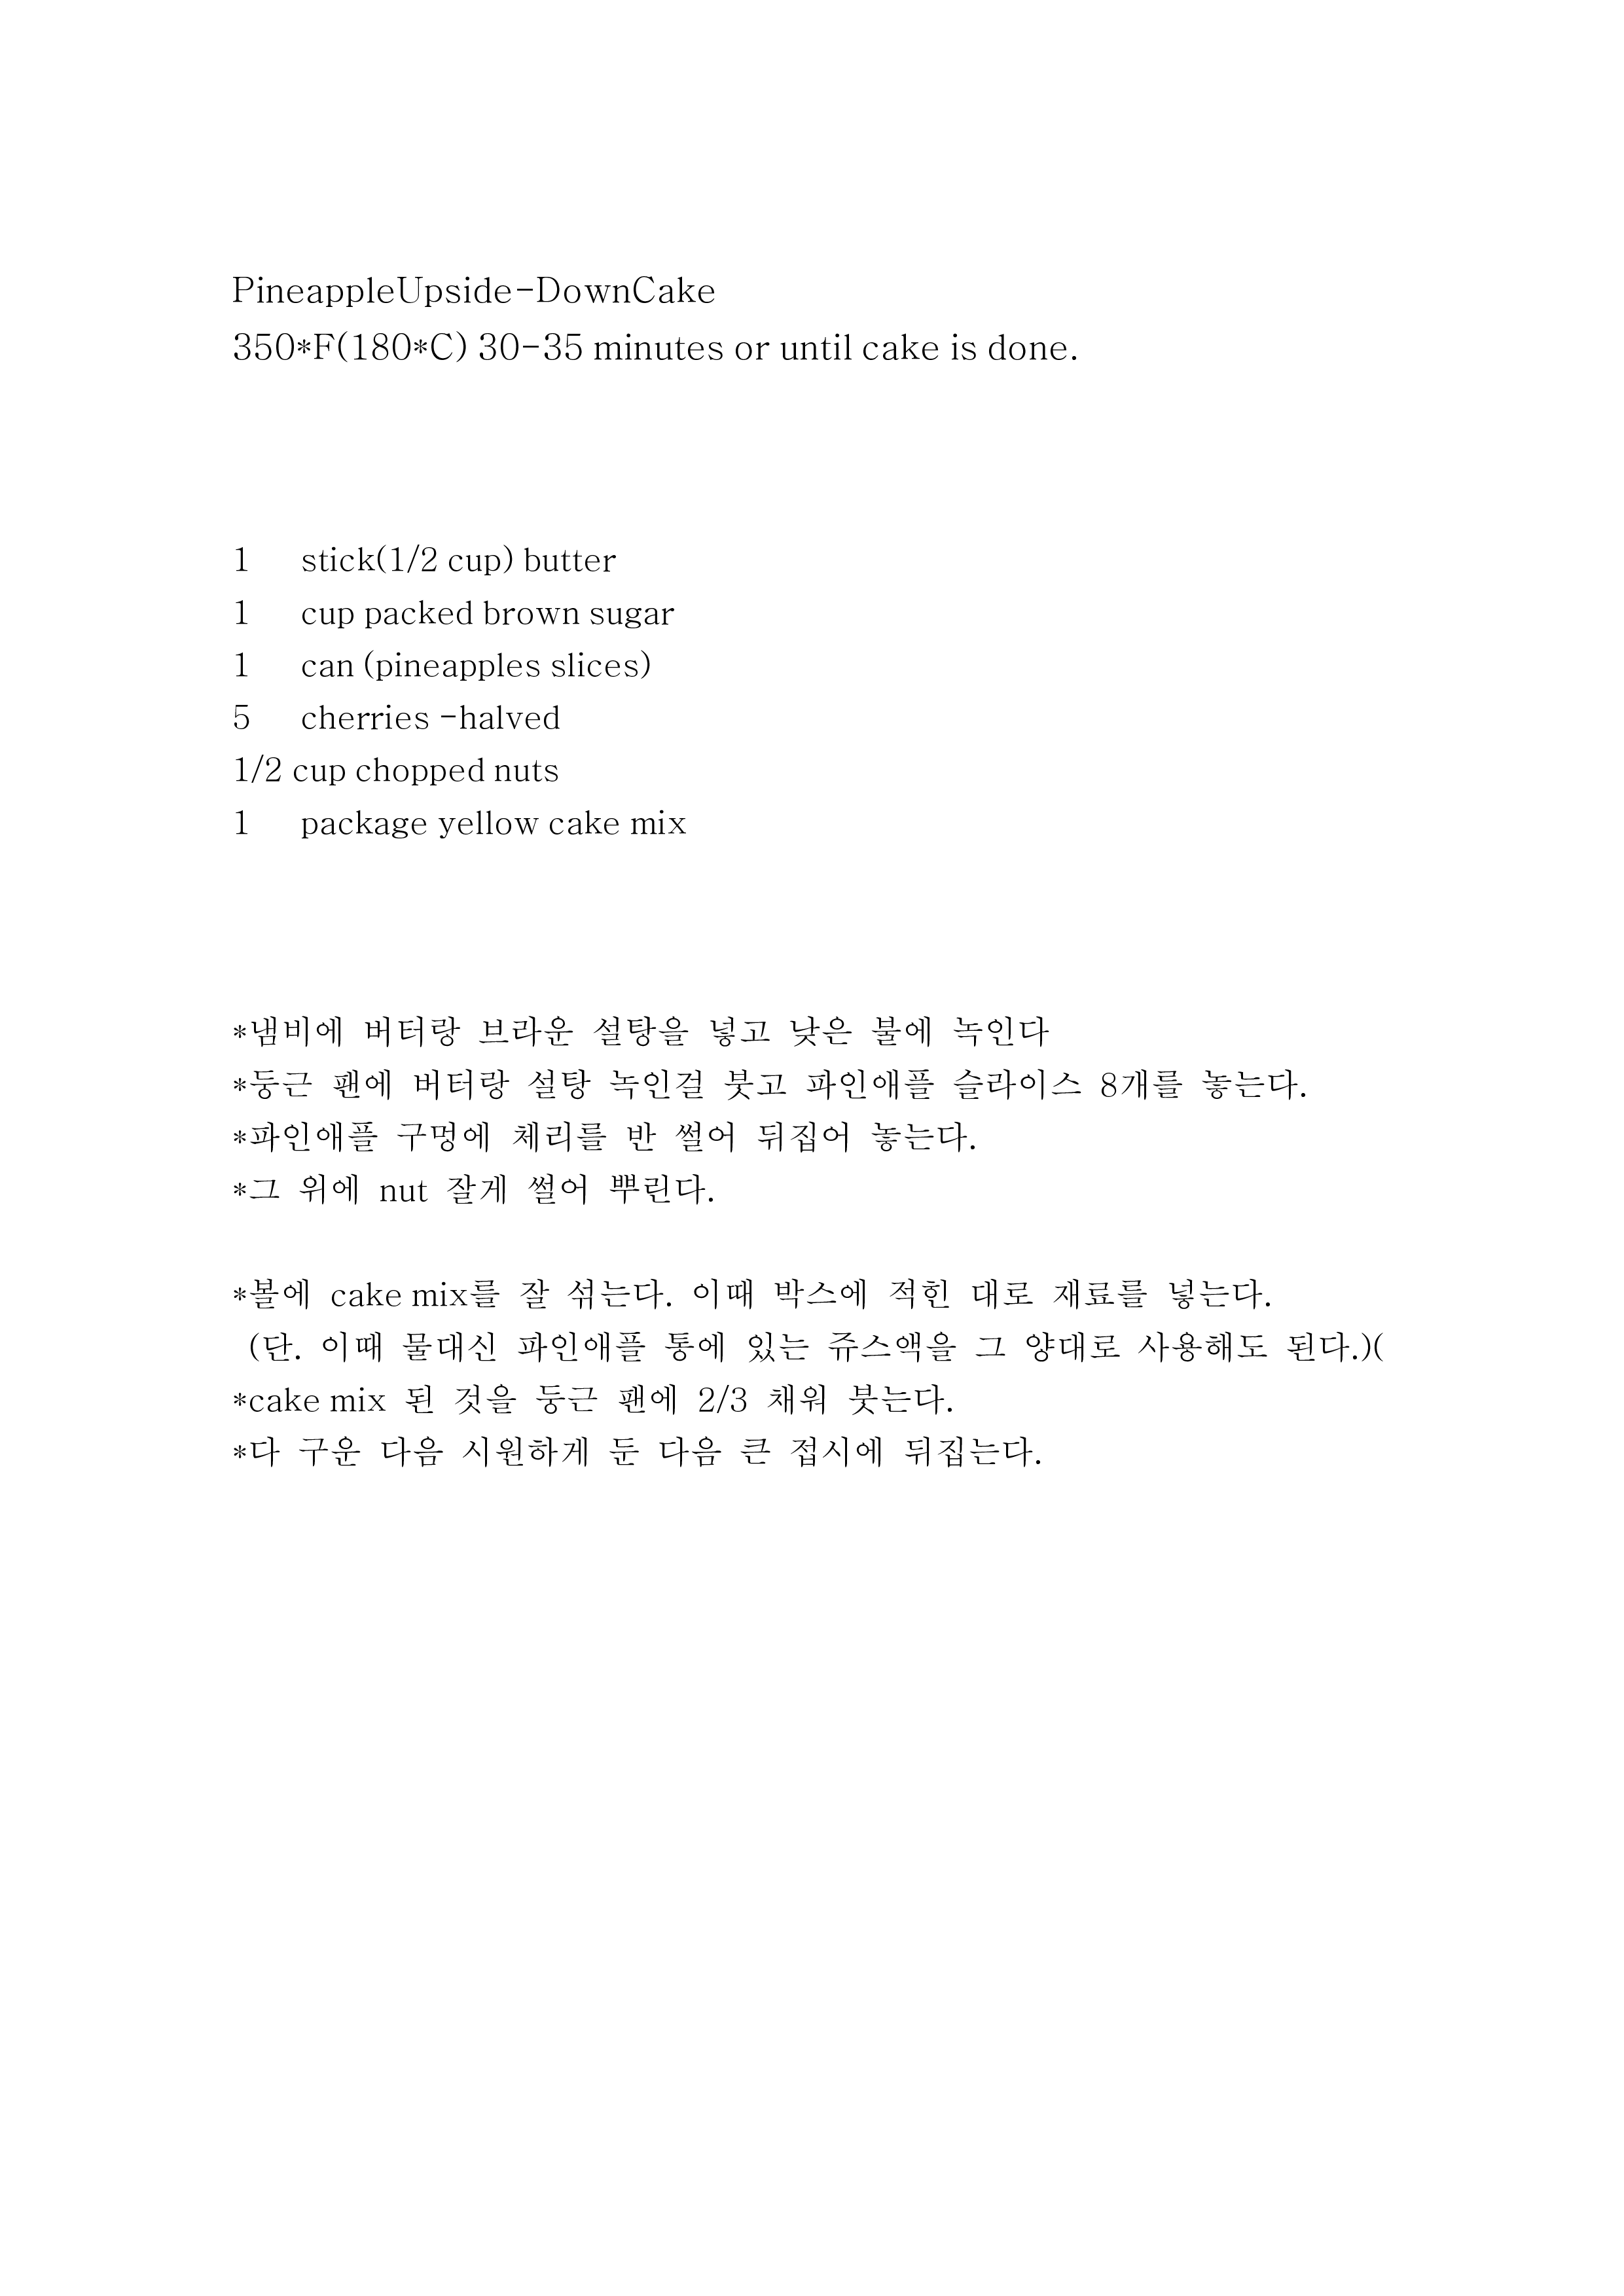 PineappleUpside-DownCake
350*F(180*C) 30-35 minutes or until cake is done.
1 stick(1/2 cup) butter
1 cup packed brown sugar
1 can (pineapples slices)
5 cherries -halved
1/2 cup chopped nuts
1 package yellow cake mix
*냄비에 버터랑 브라운 설탕을 넣고 낮은 불에 녹인다
*둥근 팬에 버터랑 설탕 녹인걸 붓고 파인애플 슬라이스 8개를 놓는다.
*파인애플 구멍에 체리를 반 썰어 뒤집어 놓는다.
*그 위에 nut 잘게 썰어 뿌린다.
*볼에 cake mix를 잘 섞는다. 이때 박스에 적힌 대로 재료를 넣는다.
(단. 이때 물대신 파인애플 통에 있는 쥬스액을 그 양대로 사용해도 된다.)(
*cake mix 된 것을 둥근 팬에 2/3 채워 붓는다.
*다 구운 다음 시원하게 둔 다음 큰 접시에 뒤집는다.